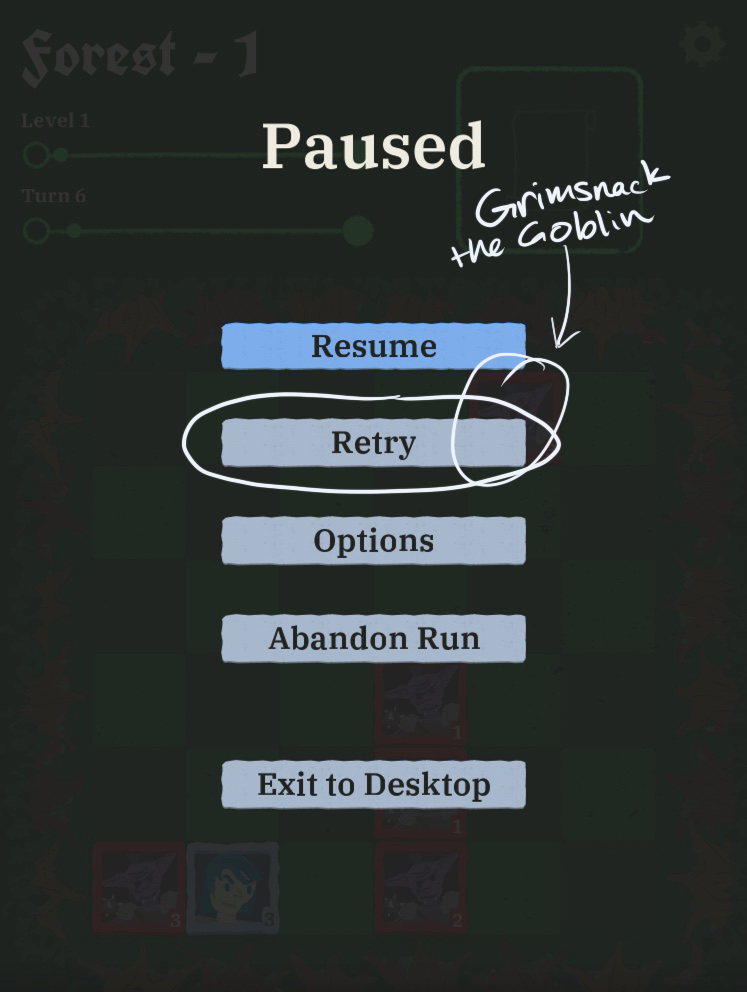 Forest - 1
Level 1
Paused
Turn 6
Grimsnack
the Goblin
Resume
Retry
Options
Abandon Run
1
Exit to Desktop
1
3
3
2